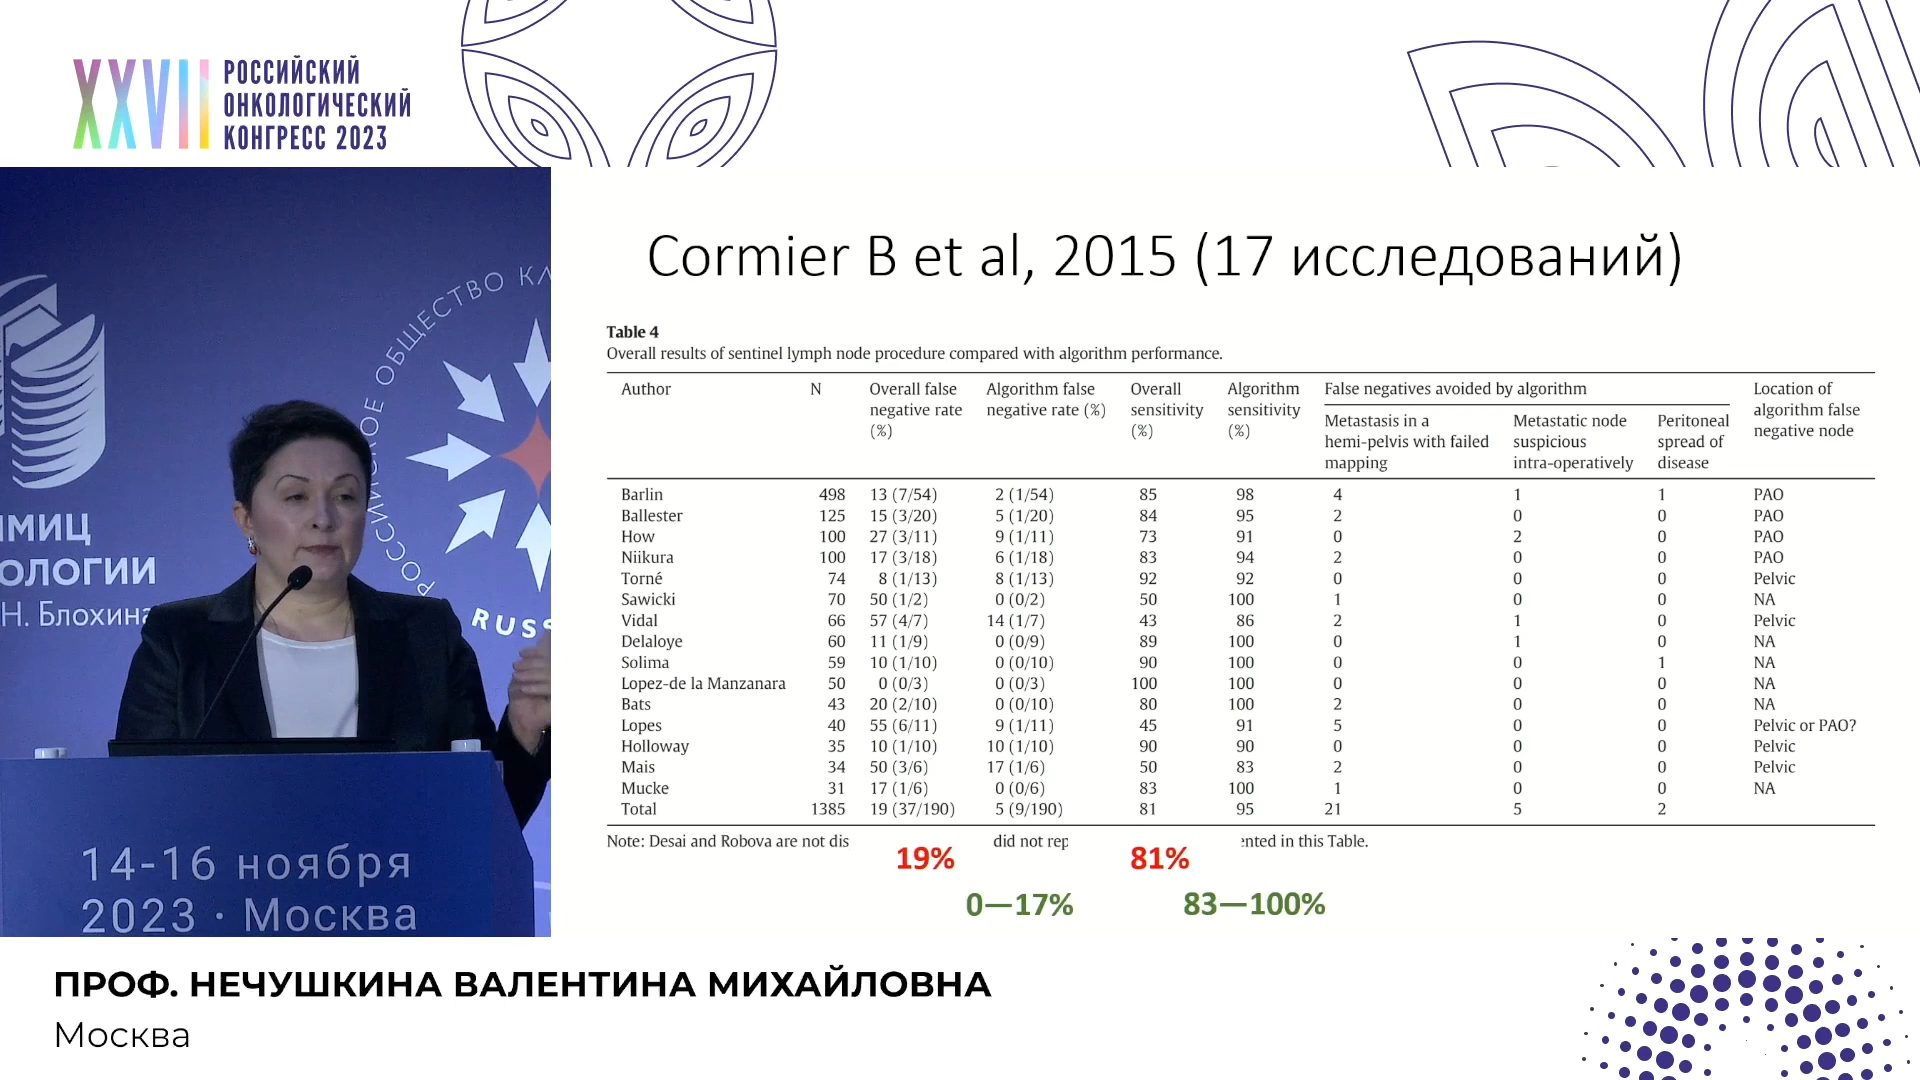 XXVII
РОССИЙСКИЙ
ОНКОЛОГИЧЕСКИЙ
КОНГРЕСС 2023
РОССИЙСКОЕ ОБЩЕСТВО
RUSS
Н. Блохина
14-16 ноября
2023 · Москва
Cormier B et al, 2015 (17 исследований)
Table 4
Overall results of sentinel lymph node procedure compared with algorithm performance.
Author N Overall false negative rate (%) Algorithm false negative rate (%) Overall sensitivity (%) Algorithm sensitivity (%) False negatives avoided by algorithm Location of algorithm false negative node
Metastasis in a hemi-pelvis with failed mapping Metastatic node suspicious intra-operatively Peritoneal spread of disease
Barlin 498 13 (7/54) 2 (1/54) 85 98 4 1 1 PAO
Ballester 125 15 (3/20) 5 (1/20) 84 95 2 0 0 PAO
How 100 27 (3/11) 9 (1/11) 73 91 0 2 0 PAO
Niikura 100 17 (3/18) 6 (1/18) 83 94 2 0 0 PAO
Torné 74 8 (1/13) 8 (1/13) 92 92 0 0 0 Pelvic
Sawicki 70 50 (1/2) 0 (0/2) 50 100 1 0 0 NA
Vidal 66 57 (4/7) 14 (1/7) 43 86 2 1 0 Pelvic
Delaloye 60 11 (1/9) 0 (0/9) 89 100 0 1 0 NA
Solima 59 10 (1/10) 0 (0/10) 90 100 0 0 1 NA
Lopez-de la Manzanara 50 0 (0/3) 0 (0/3) 100 100 0 0 0 NA
Bats 43 20 (2/10) 0 (0/10) 80 100 2 0 0 NA
Lopes 40 55 (6/11) 9 (1/11) 45 91 5 0 0 Pelvic or PAO?
Holloway 35 10 (1/10) 10 (1/10) 90 90 0 0 0 Pelvic
Mais 34 50 (3/6) 17 (1/6) 50 83 2 0 0 Pelvic
Mucke 31 17 (1/6) 0 (0/6) 83 100 1 0 0 NA
Total 1385 19 (37/190) 5 (9/190) 81 95 21 5 2
Note: Desai and Robova are not dis did not rep ented in this Table.
19% 81%
0—17% 83—100%
ПРОФ. НЕЧУШКИНА ВАЛЕНТИНА МИХАЙЛОВНА
Москва